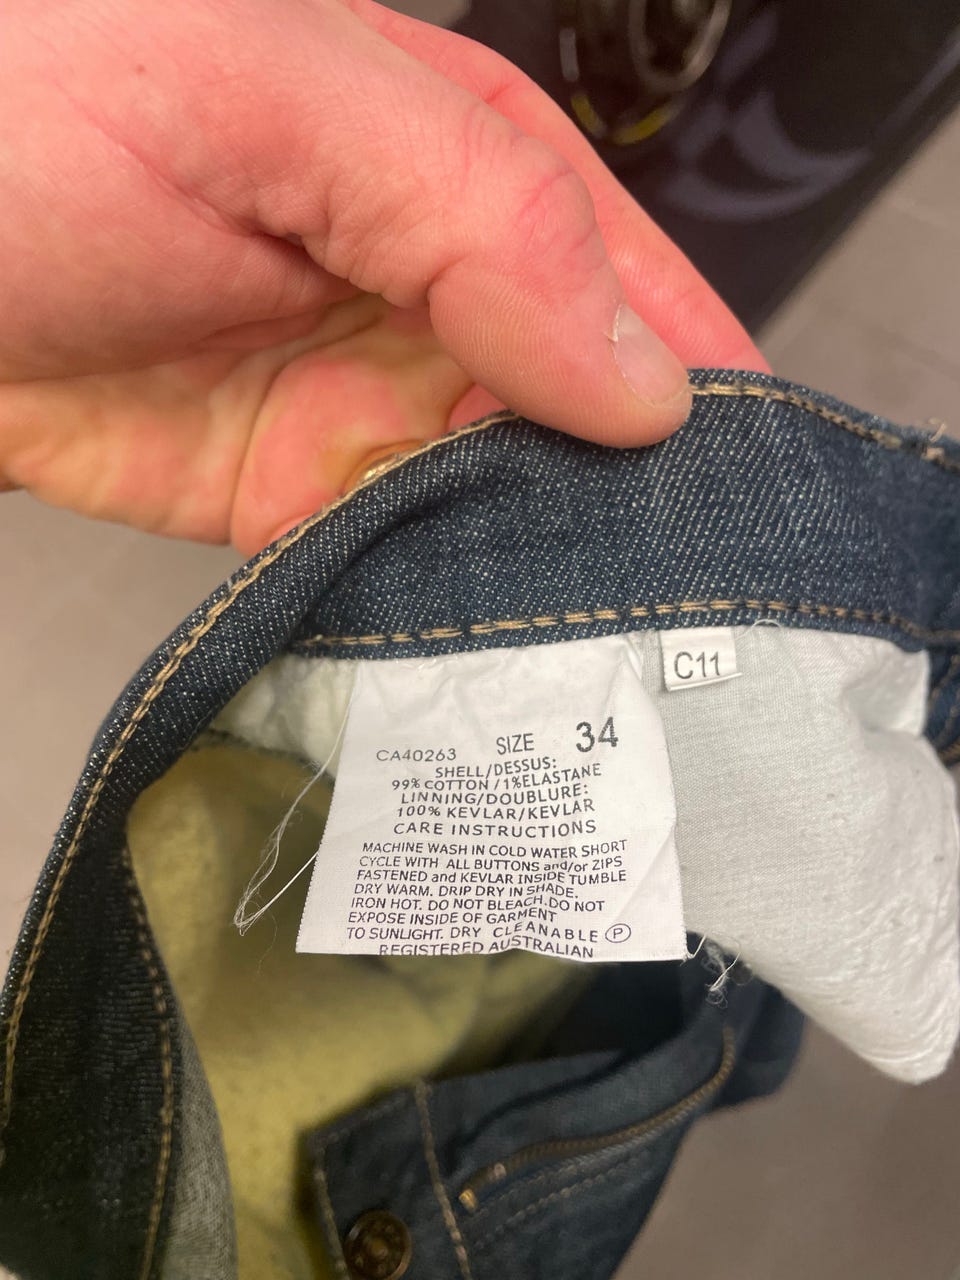 C11
CA40263 SIZE 34
SHELL/DESSUS:
99% COTTON/1%ELASTANE
LINNING/DOUBLURE:
100% KEVLAR/KEVLAR
CARE INSTRUCTIONS
MACHINE WASH IN COLD WATER SHORT
CYCLE WITH ALL BUTTONS and/or ZIPS
FASTENED and KEVLAR INSIDE TUMBLE
DRY WARM. DRIP DRY IN SHADE.
IRON HOT. DO NOT BLEACH.DO NOT
EXPOSE INSIDE OF GARMENT
TO SUNLIGHT. DRY CLEANABLE Ⓟ
REGISTERED AUSTRALIAN